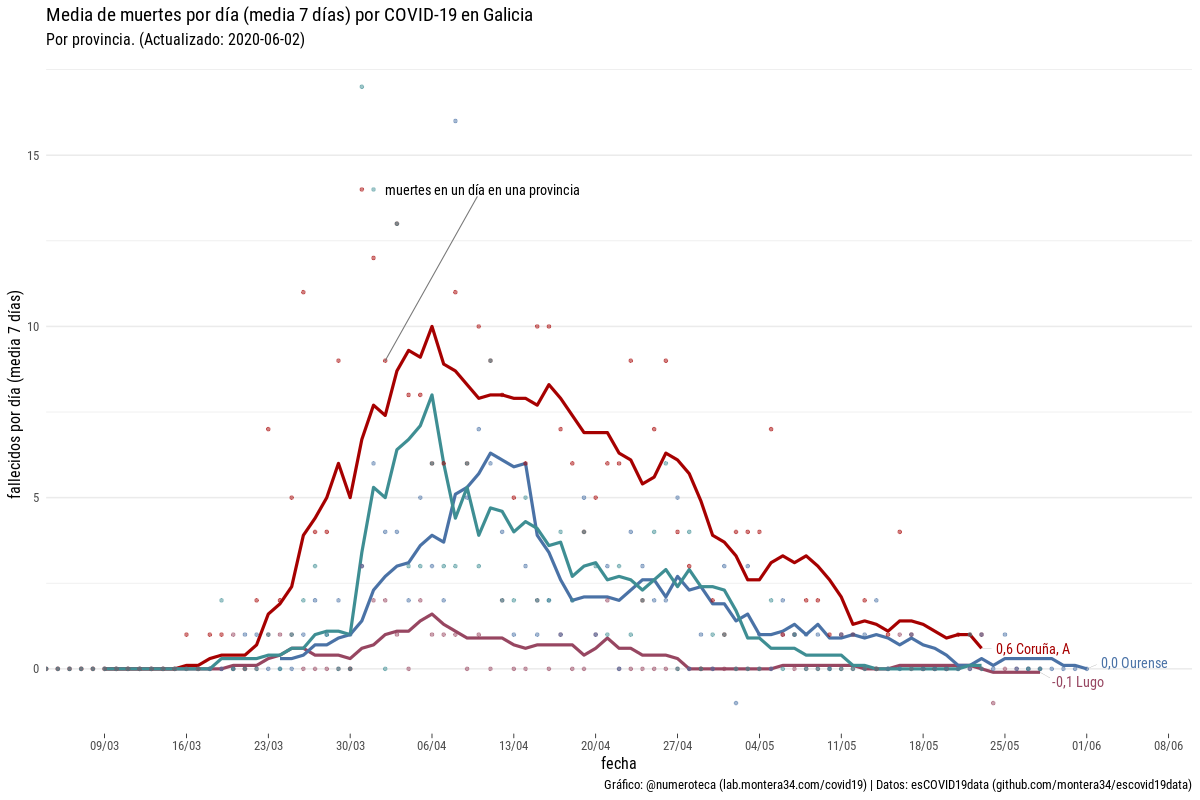 Media de muertes por día (media 7 días) por COVID-19 en Galicia
Por provincia. (Actualizado: 2020-06-02)
fallecidos por día (media 7 días)
15
10
5
0
muertes en un día en una provincia
0,6 Coruña, A
0,0 Ourense
-0,1 Lugo
09/03 16/03 23/03 30/03 06/04 13/04 20/04 27/04 04/05 11/05 18/05 25/05 01/06 08/06
fecha
Gráfico: @numeroteca (lab.montera34.com/covid19) | Datos: esCOVID19data (github.com/montera34/escovid19data)